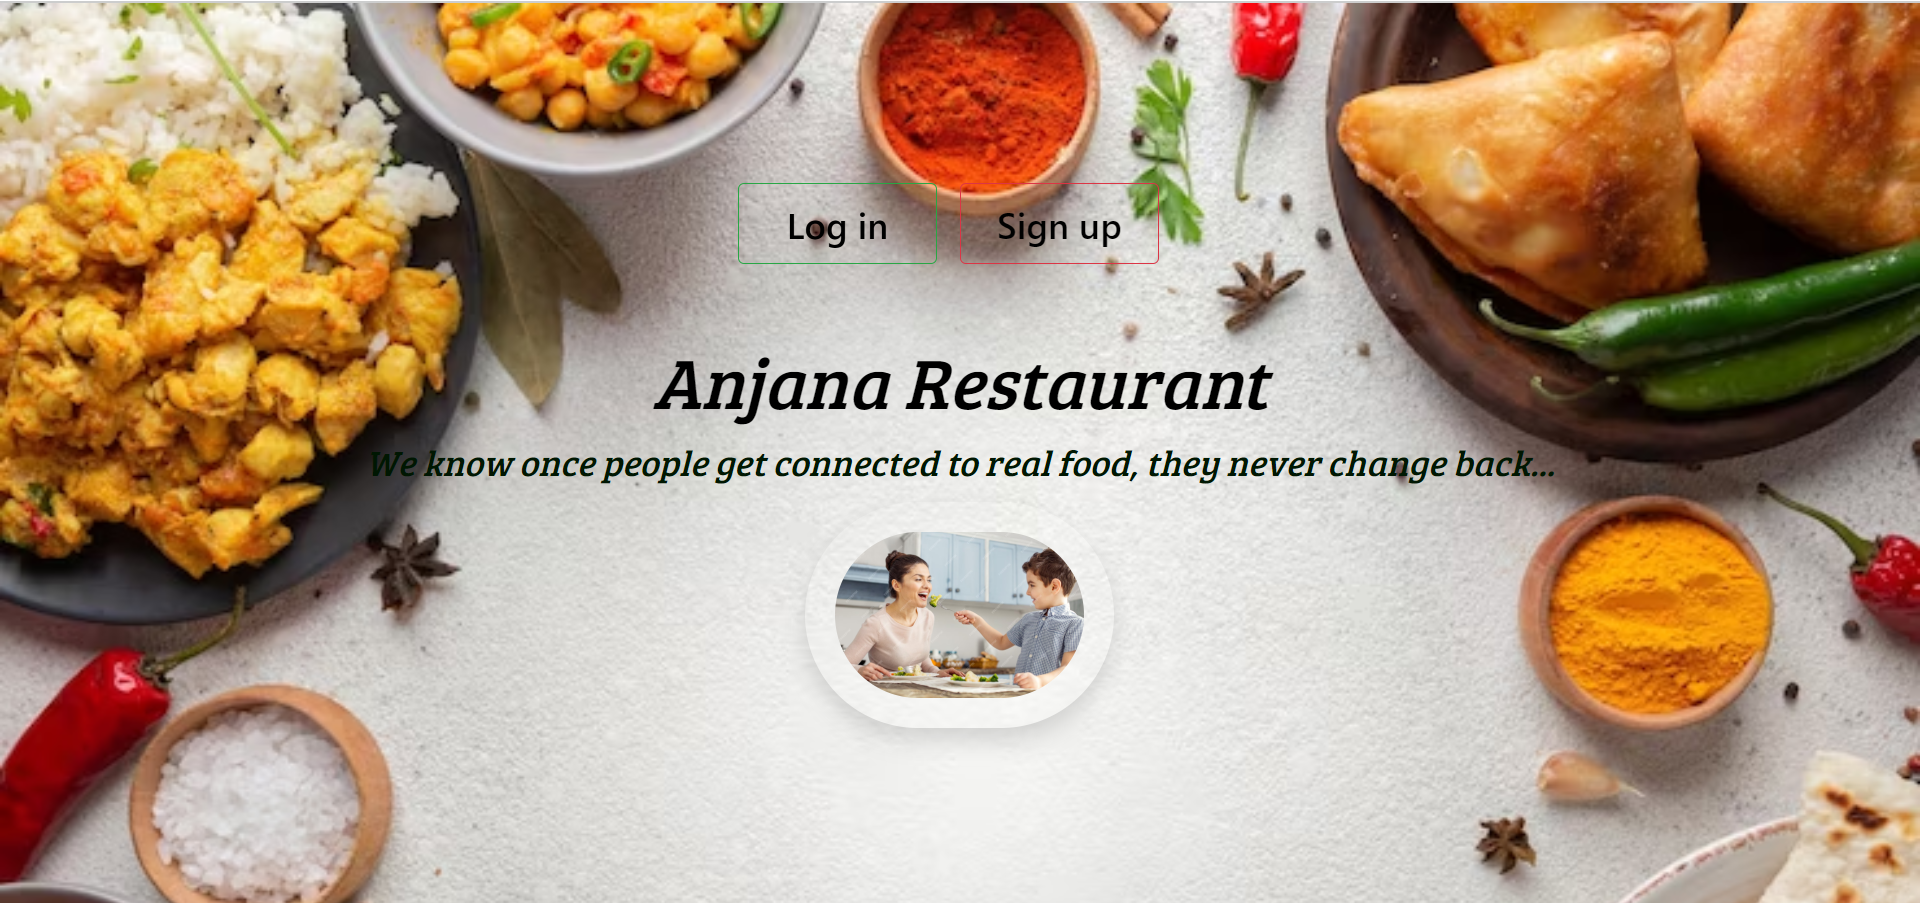 Log in
Sign up
Anjana Restaurant
We know once people get connected to real food, they never change back...